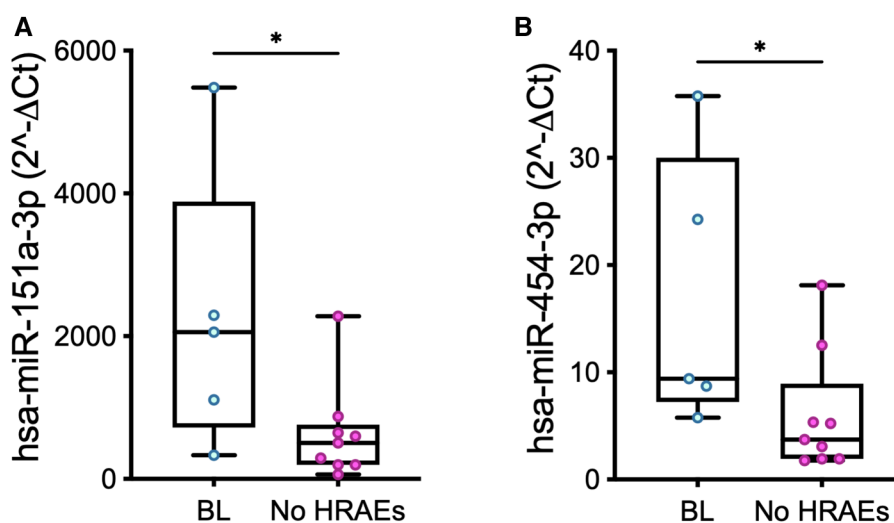 A
hsa-miR-151a-3p (2^-ΔCt)
6000
4000
2000
0
*
BL
No HRAEs
B
hsa-miR-454-3p (2^-ΔCt)
40
30
20
10
0
*
BL
No HRAEs